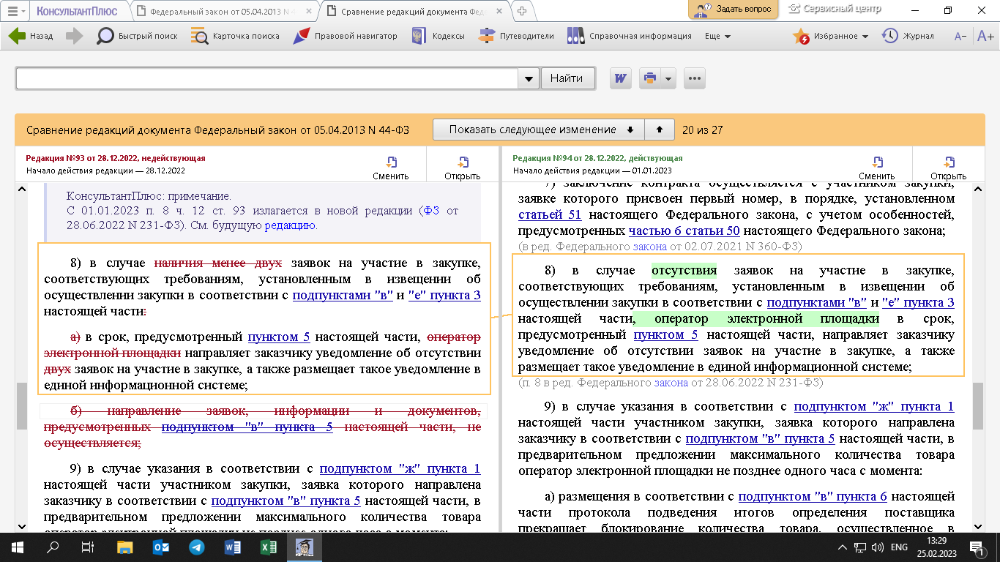 КонсультантПлюс
Федеральный закон от 05.04.2013 N 4
Сравнение редакций документа Фед
Задать вопрос
Сервисный центр
Назад
Быстрый поиск
Карточка поиска
Правовой навигатор
Кодексы
Путеводители
Справочная информация
Еще
Избранное
Журнал
А−
А+
Найти
W
Сравнение редакций документа Федеральный закон от 05.04.2013 N 44-ФЗ
Показать следующее изменение
20 из 27
Редакция №93 от 28.12.2022, недействующая
Начало действия редакции — 28.12.2022
Сменить
Открыть
КонсультантПлюс: примечание.
С 01.01.2023 п. 8 ч. 12 ст. 93 излагается в новой редакции (ФЗ от
28.06.2022 N 231-ФЗ). См. будущую редакцию.
8) в случае наличия менее двух заявок на участие в закупке,
соответствующих требованиям, установленным в извещении об
осуществлении закупки в соответствии с подпунктами "в" и "е" пункта 3
настоящей части:
а) в срок, предусмотренный пунктом 5 настоящей части, оператор
электронной площадки направляет заказчику уведомление об отсутствии
двух заявок на участие в закупке, а также размещает такое уведомление в
единой информационной системе;
б) направление заявок, информации и документов,
предусмотренных подпунктом "в" пункта 5 настоящей части, не
осуществляется;
9) в случае указания в соответствии с подпунктом "ж" пункта 1
настоящей части участником закупки, заявка которого направлена
заказчику в соответствии с подпунктом "в" пункта 5 настоящей части, в
предварительном предложении максимального количества товара
оператор электронной площадки не позднее одного часа с момента:
Редакция №94 от 28.12.2022, действующая
Начало действия редакции — 01.01.2023
Сменить
Открыть
7) заключение контракта осуществляется с участником закупки,
заявке которого присвоен первый номер, в порядке, установленном
статьей 51 настоящего Федерального закона, с учетом особенностей,
предусмотренных частью 6 статьи 50 настоящего Федерального закона;
(в ред. Федерального закона от 02.07.2021 N 360-ФЗ)
8) в случае отсутствия заявок на участие в закупке,
соответствующих требованиям, установленным в извещении об
осуществлении закупки в соответствии с подпунктами "в" и "е" пункта 3
настоящей части, оператор электронной площадки в срок,
предусмотренный пунктом 5 настоящей части, направляет заказчику
уведомление об отсутствии заявок на участие в закупке, а также
размещает такое уведомление в единой информационной системе;
(п. 8 в ред. Федерального закона от 28.06.2022 N 231-ФЗ)
9) в случае указания в соответствии с подпунктом "ж" пункта 1
настоящей части участником закупки, заявка которого направлена
заказчику в соответствии с подпунктом "в" пункта 5 настоящей части, в
предварительном предложении максимального количества товара
оператор электронной площадки не позднее одного часа с момента:
а) размещения в соответствии с подпунктом "в" пункта 6 настоящей
части протокола подведения итогов определения поставщика
прекращает блокирование количества товара, осуществленное в
ENG
13:29
25.02.2023
1